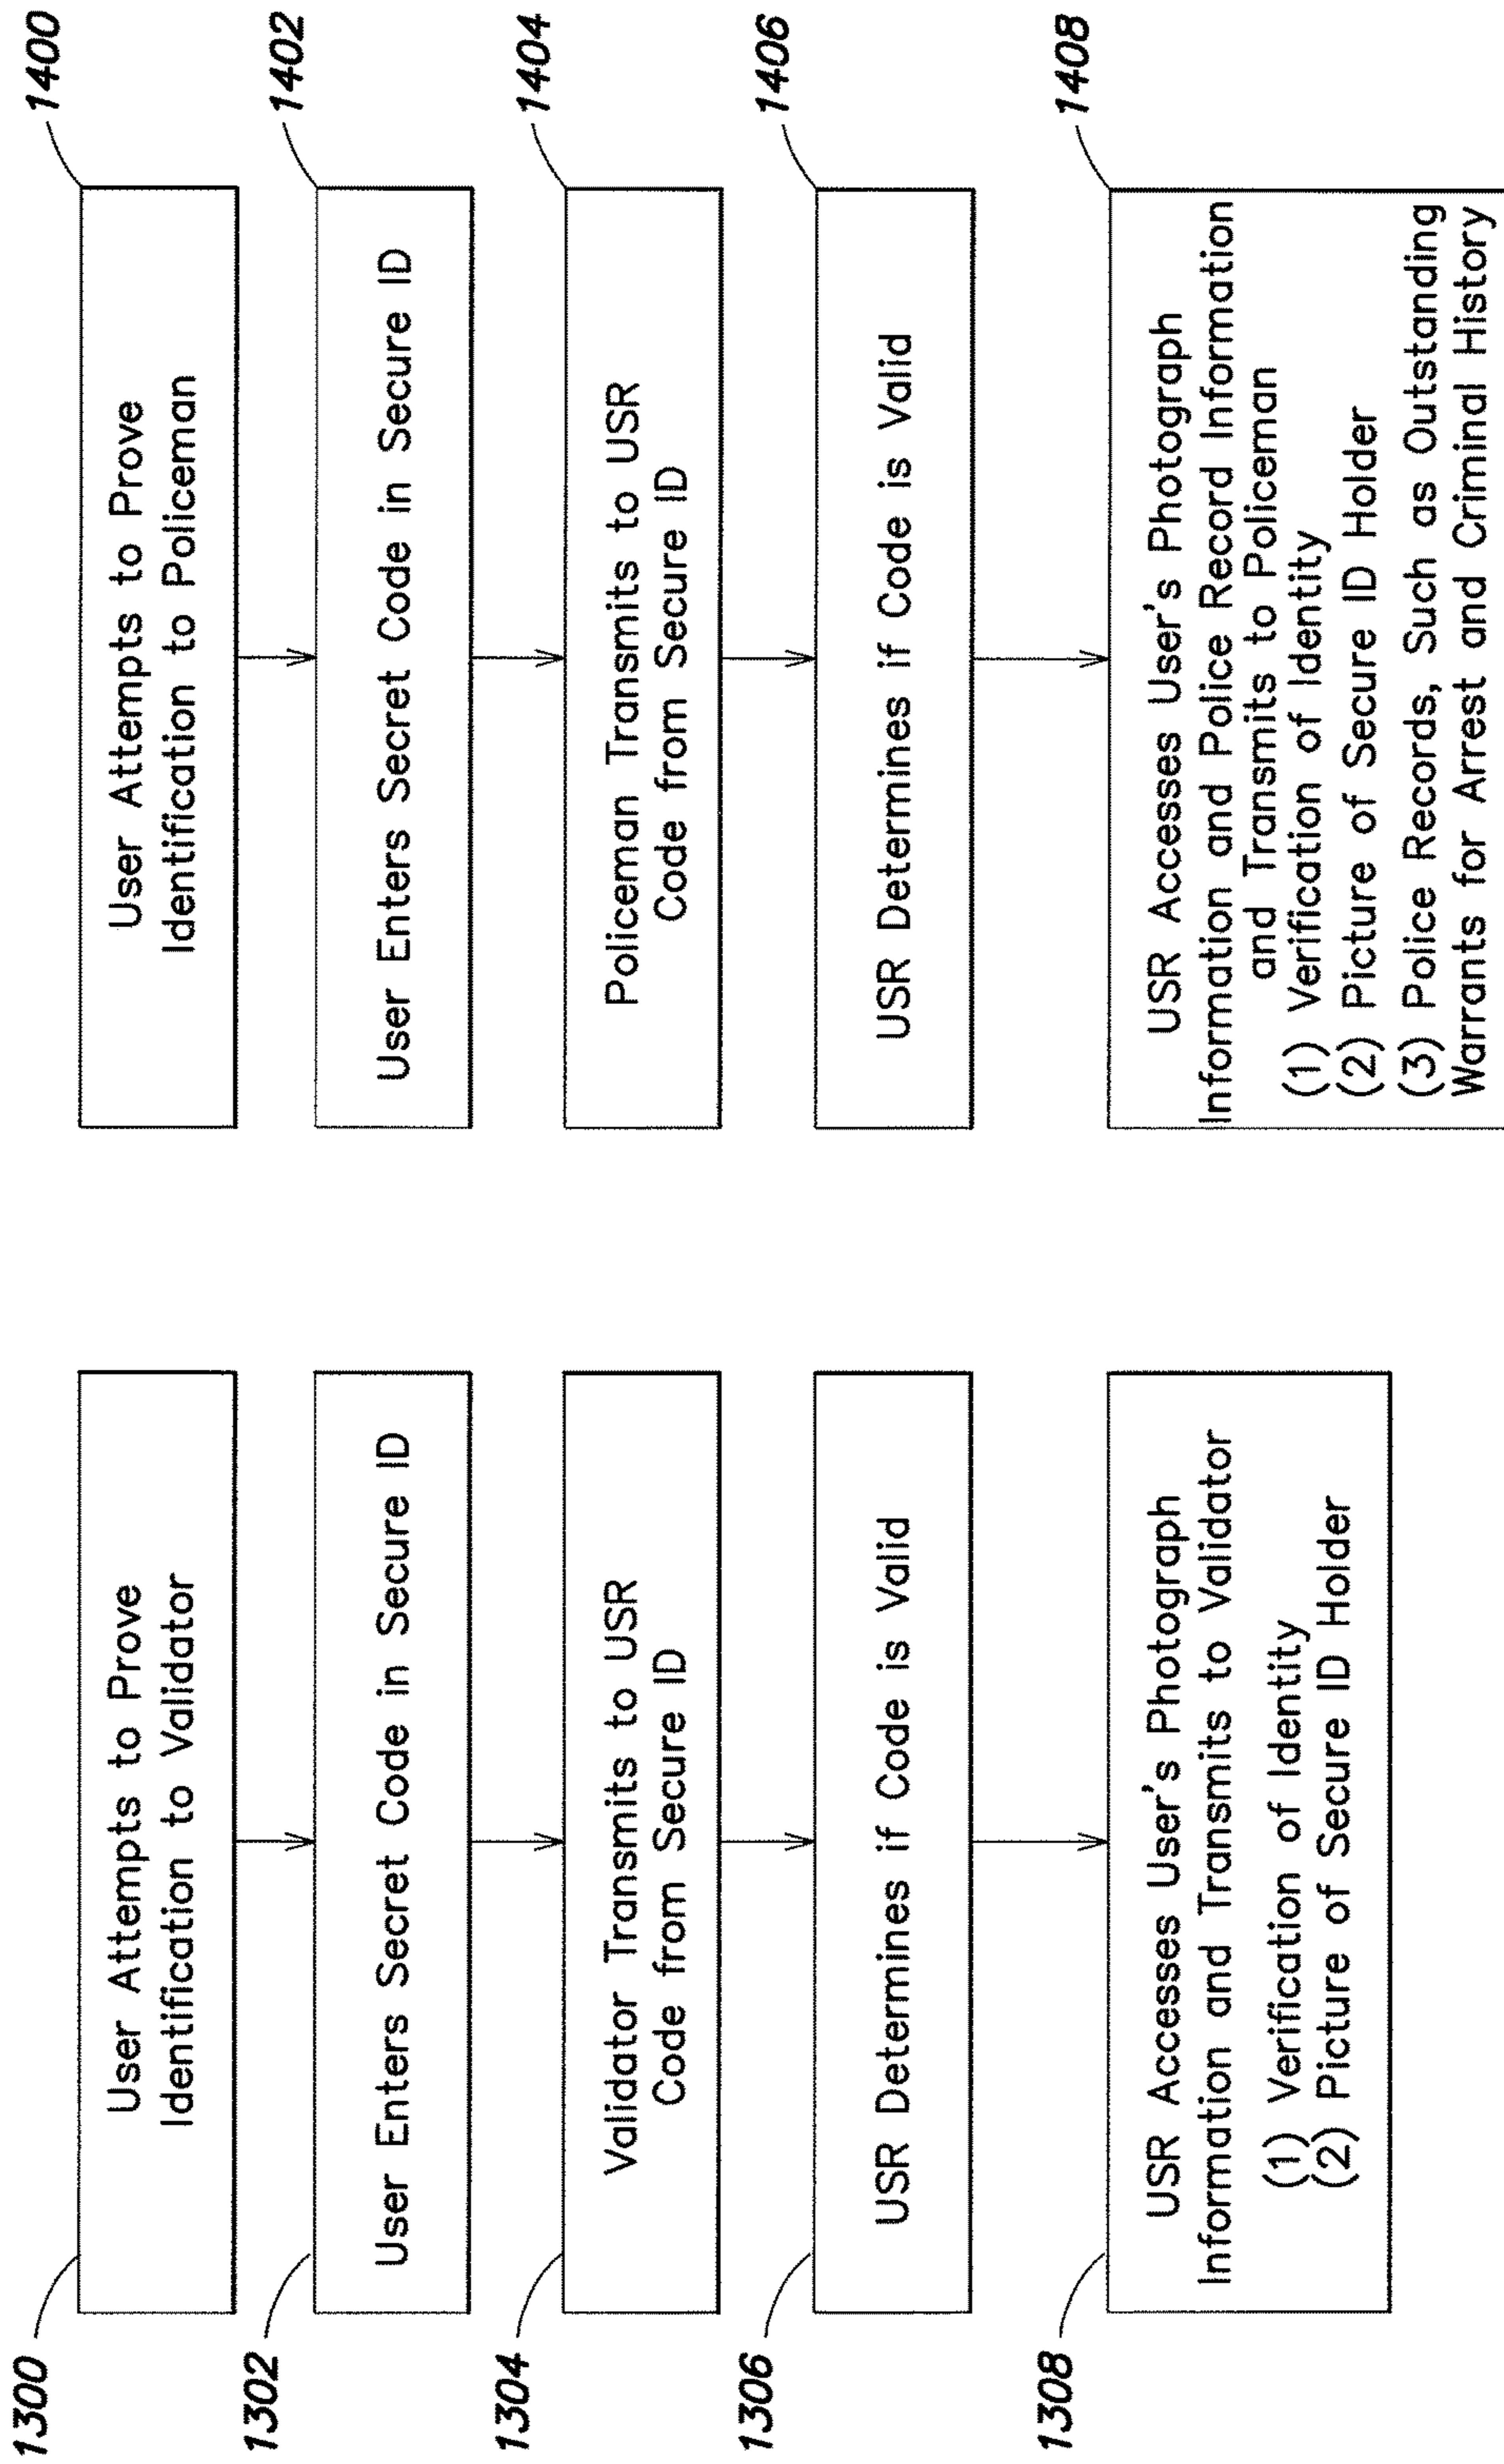 1300
User Attempts to Prove
Identification to Validator
1302
User Enters Secret Code in Secure ID
1304
Validator Transmits to USR
Code from Secure ID
1306
USR Determines if Code is Valid
1308
USR Accesses User's Photograph
Information and Transmits to Validator
(1) Verification of Identity
(2) Picture of Secure ID Holder
1400
User Attempts to Prove
Identification to Policeman
1402
User Enters Secret Code in Secure ID
1404
Policeman Transmits to USR
Code from Secure ID
1406
USR Determines if Code is Valid
1408
USR Accesses User's Photograph
Information and Police Record Information
and Transmits to Policeman
(1) Verification of Identity
(2) Picture of Secure ID Holder
(3) Police Records, Such as Outstanding
Warrants for Arrest and Criminal History